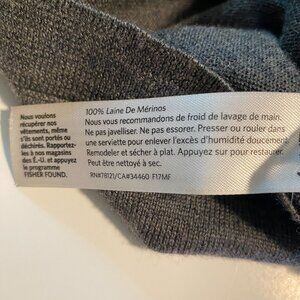 Nous voulons
récupérer nos
vêtements, même
s'ils sont portés ou
déchirés. Rapportez-
les à nos magasins
des É.-U. et appuyez
le programme
FISHER FOUND.
100% Laine De Mérinos
Nous vous recommandons de froid de lavage de main.
Ne pas javelliser. Ne pas essorer. Presser ou rouler dans
une serviette pour enlever l'excès d'humidité doucement.
Remodeler et sécher à plat. Appuyez sur pour restaurer.
Peut être nettoyé à sec.
RN#78121/CA#34460 F17MF